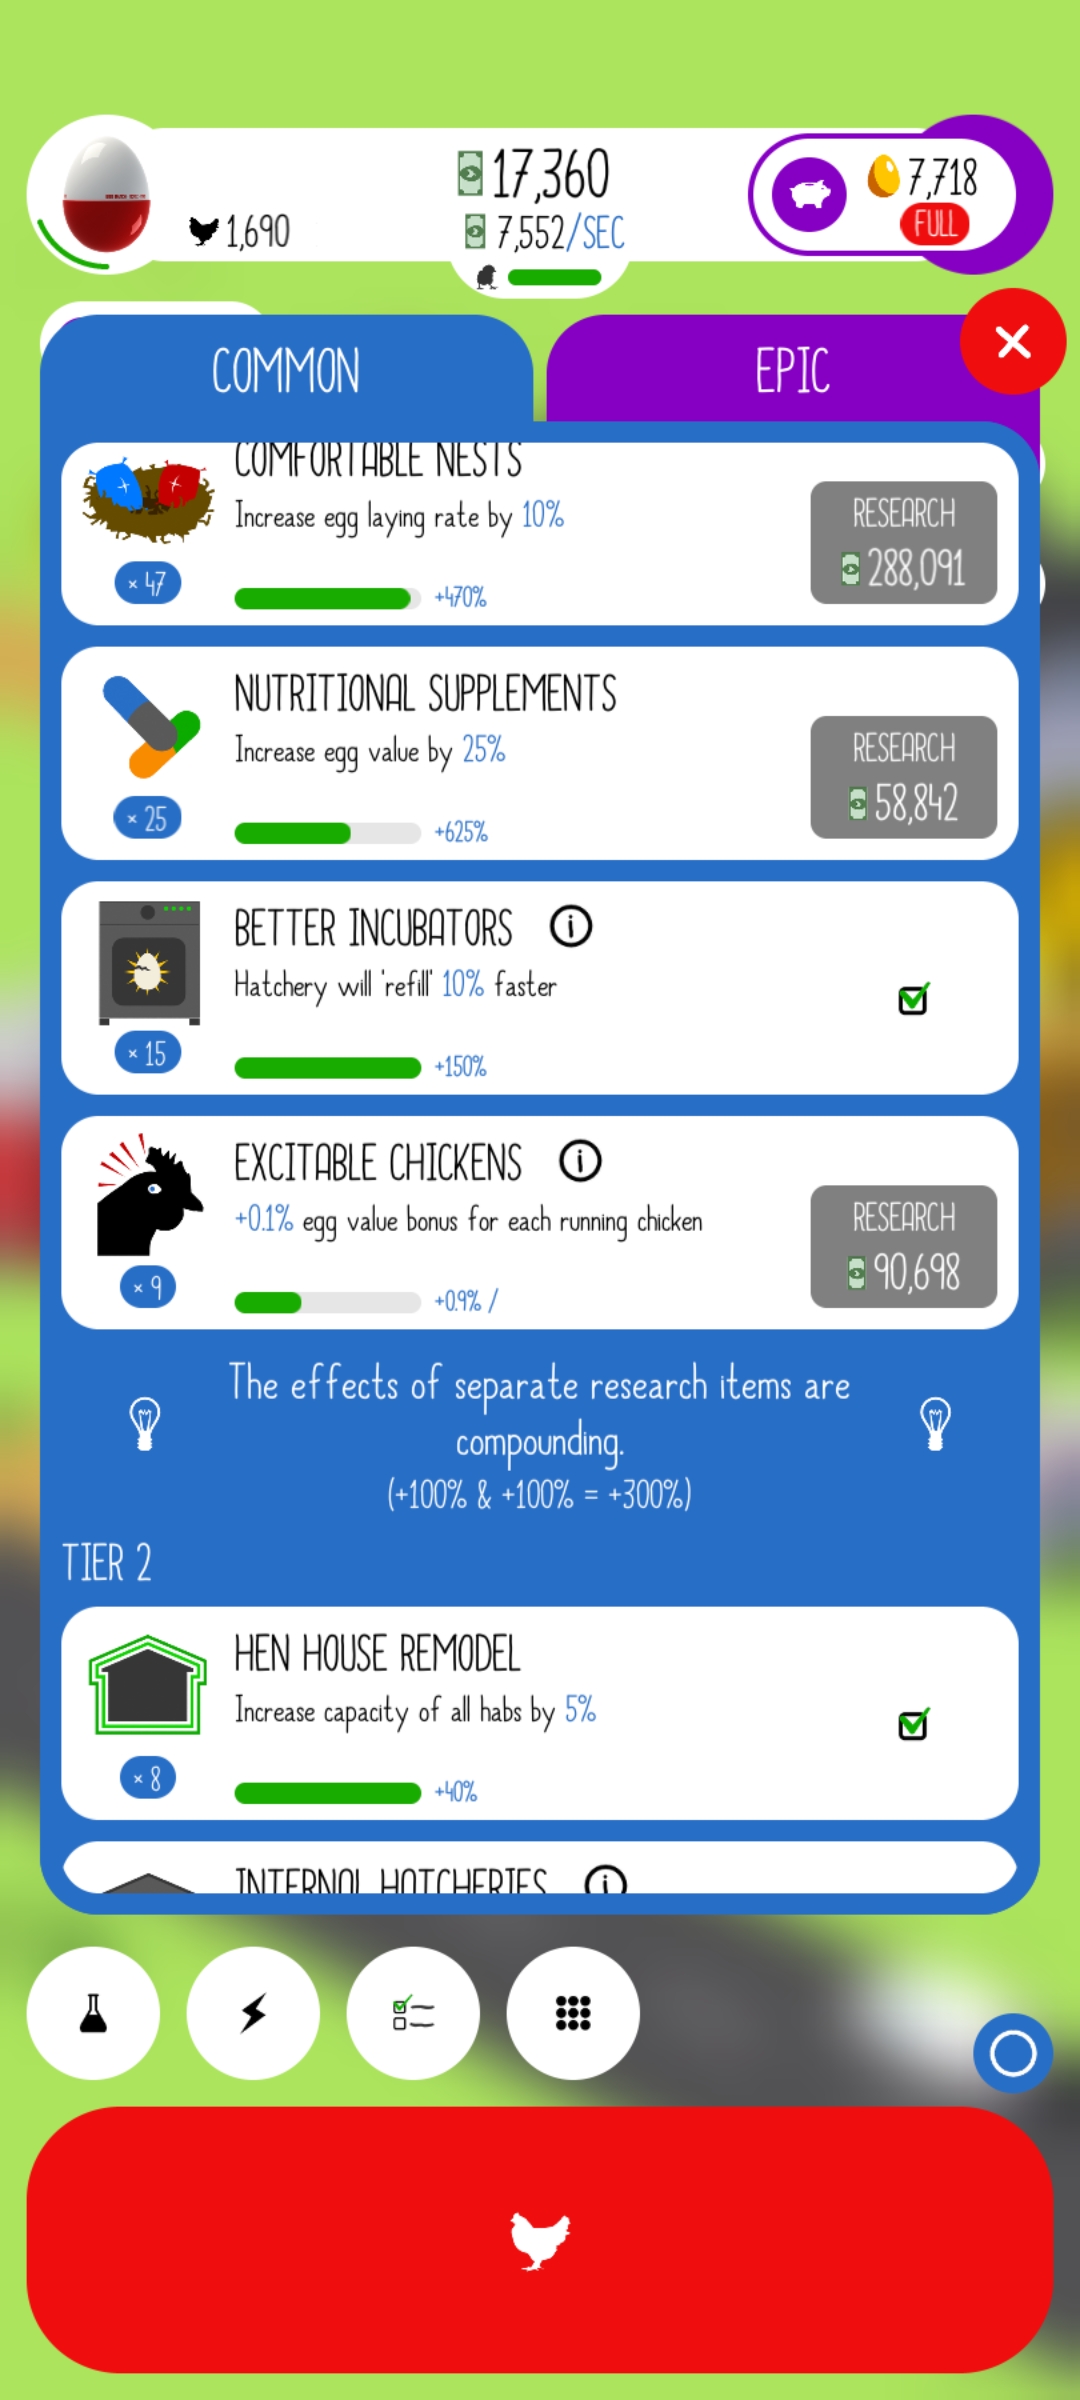 17,360
7,718
1,690
7,552/SEC
FULL
COMMON
EPIC
COMFORTABLE NESTS
Increase egg laying rate by 10%
RESEARCH
288,091
× 47
+470%
NUTRITIONAL SUPPLEMENTS
Increase egg value by 25%
RESEARCH
58,842
× 25
+625%
BETTER INCUBATORS
Hatchery will 'refill' 10% faster
× 15
+150%
EXCITABLE CHICKENS
+0.1% egg value bonus for each running chicken
RESEARCH
90,698
× 9
+0.9% /
The effects of separate research items are
compounding.
(+100% & +100% = +300%)
TIER 2
HEN HOUSE REMODEL
Increase capacity of all habs by 5%
× 8
+40%
INTERNAL HATCHERIES